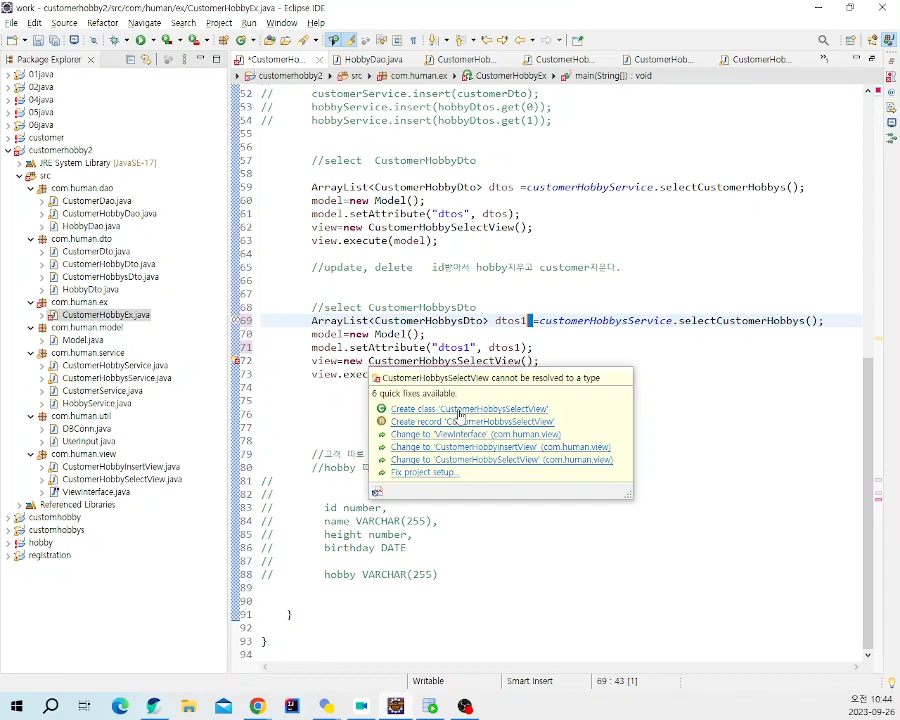 work - customerhobby2/src/com/human/ex/CustomerHobbyEx.java - Eclipse IDE
File Edit Source Refactor Navigate Search Project Run Window Help
Package Explorer
*CustomerHo...
HobbyDao.java
CustomerHob...
CustomerHob...
CustomerHob...
CustomerHob...
customerhobby2
src
com.human.ex
CustomerHobbyEx
main(String[]) : void
01java
02java
04java
05java
06java
customer
customerhobby2
JRE System Library [JavaSE-17]
src
com.human.dao
CustomerDao.java
CustomerHobbyDao.java
HobbyDao.java
com.human.dto
CustomerDto.java
CustomerHobbyDto.java
CustomerHobbysDto.java
HobbyDto.java
com.human.ex
CustomerHobbyEx.java
com.human.model
Model.java
com.human.service
CustomerHobbyService.java
CustomerHobbysService.java
CustomerService.java
HobbyService.java
com.human.util
DBConn.java
UserInput.java
com.human.view
CustomerHobbyInsertView.java
CustomerHobbySelectView.java
ViewInterface.java
Referenced Libraries
customhobby
customhobbys
hobby
registration
52 // customerService.insert(customerDto);
53 // hobbyService.insert(hobbyDtos.get(0));
54 // hobbyService.insert(hobbyDtos.get(1));
55
56
57 //select CustomerHobbyDto
58
59 ArrayList<CustomerHobbyDto> dtos =customerHobbyService.selectCustomerHobbys();
60 model=new Model();
61 model.setAttribute("dtos", dtos);
62 view=new CustomerHobbySelectView();
63 view.execute(model);
64
65 //update, delete id받아서 hobby지우고 customer지운다.
66
67
68 //select CustomerHobbysDto
69 ArrayList<CustomerHobbysDto> dtos1 =customerHobbysService.selectCustomerHobbys();
70 model=new Model();
71 model.setAttribute("dtos1", dtos1);
72 view=new CustomerHobbysSelectView();
73 view.exec
74
75
76
77
78
79 //고객 따로
80 //hobby
81 //
82 //
83 // id number,
84 // name VARCHAR(255),
85 // height number,
86 // birthday DATE
87 //
88 // hobby VARCHAR(255)
89
90
91 }
92
93 }
94
CustomerHobbysSelectView cannot be resolved to a type
6 quick fixes available:
Create class 'CustomerHobbysSelectView'
Create record 'CustomerHobbysSelectView'
Change to 'ViewInterface' (com.human.view)
Change to 'CustomerHobbyInsertView' (com.human.view)
Change to 'CustomerHobbySelectView' (com.human.view)
Fix project setup...
Writable
Smart Insert
69 : 43 [1]
오전 10:44
2023-09-26